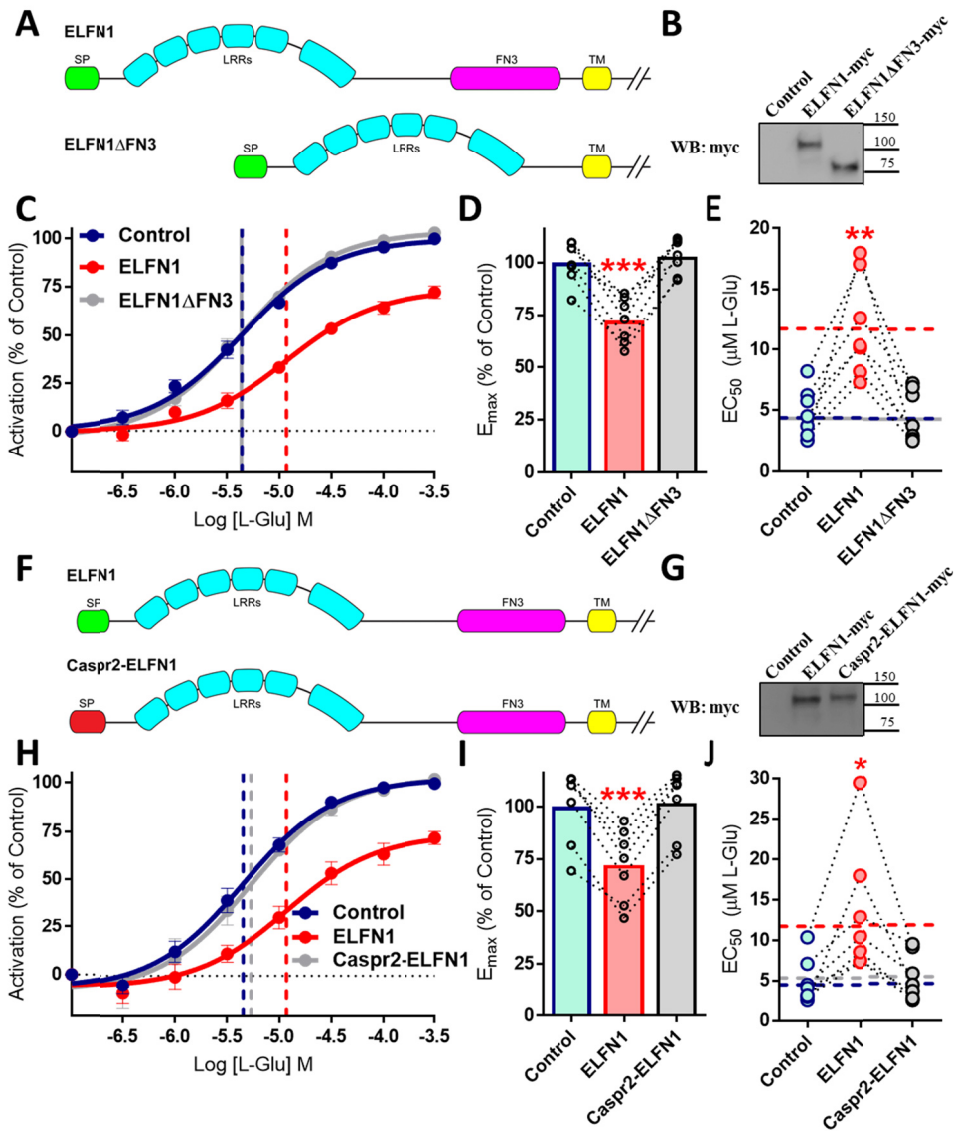 A
ELFN1
SP
LRRs
FN3
TM
ELFN1ΔFN3
SP
LRRs
TM
B
Control
ELFN1-myc
ELFN1ΔFN3-myc
WB: myc
150
100
75
C
Activation (% of Control)
100
75
50
25
0
Control
ELFN1
ELFN1ΔFN3
-6.5 -6.0 -5.5 -5.0 -4.5 -4.0 -3.5
Log [L-Glu] M
D
Emax (% of Control)
100
50
0
***
Control
ELFN1
ELFN1ΔFN3
E
EC50 (μM L-Glu)
20
15
10
5
0
**
Control
ELFN1
ELFN1ΔFN3
F
ELFN1
SP
LRRs
FN3
TM
Caspr2-ELFN1
SP
LRRs
FN3
TM
G
Control
ELFN1-myc
Caspr2-ELFN1-myc
WB: myc
150
100
75
H
Activation (% of Control)
100
75
50
25
0
Control
ELFN1
Caspr2-ELFN1
-6.5 -6.0 -5.5 -5.0 -4.5 -4.0 -3.5
Log [L-Glu] M
I
Emax (% of Control)
100
75
50
25
0
***
Control
ELFN1
Caspr2-ELFN1
J
EC50 (μM L-Glu)
30
25
20
15
10
5
0
*
Control
ELFN1
Caspr2-ELFN1